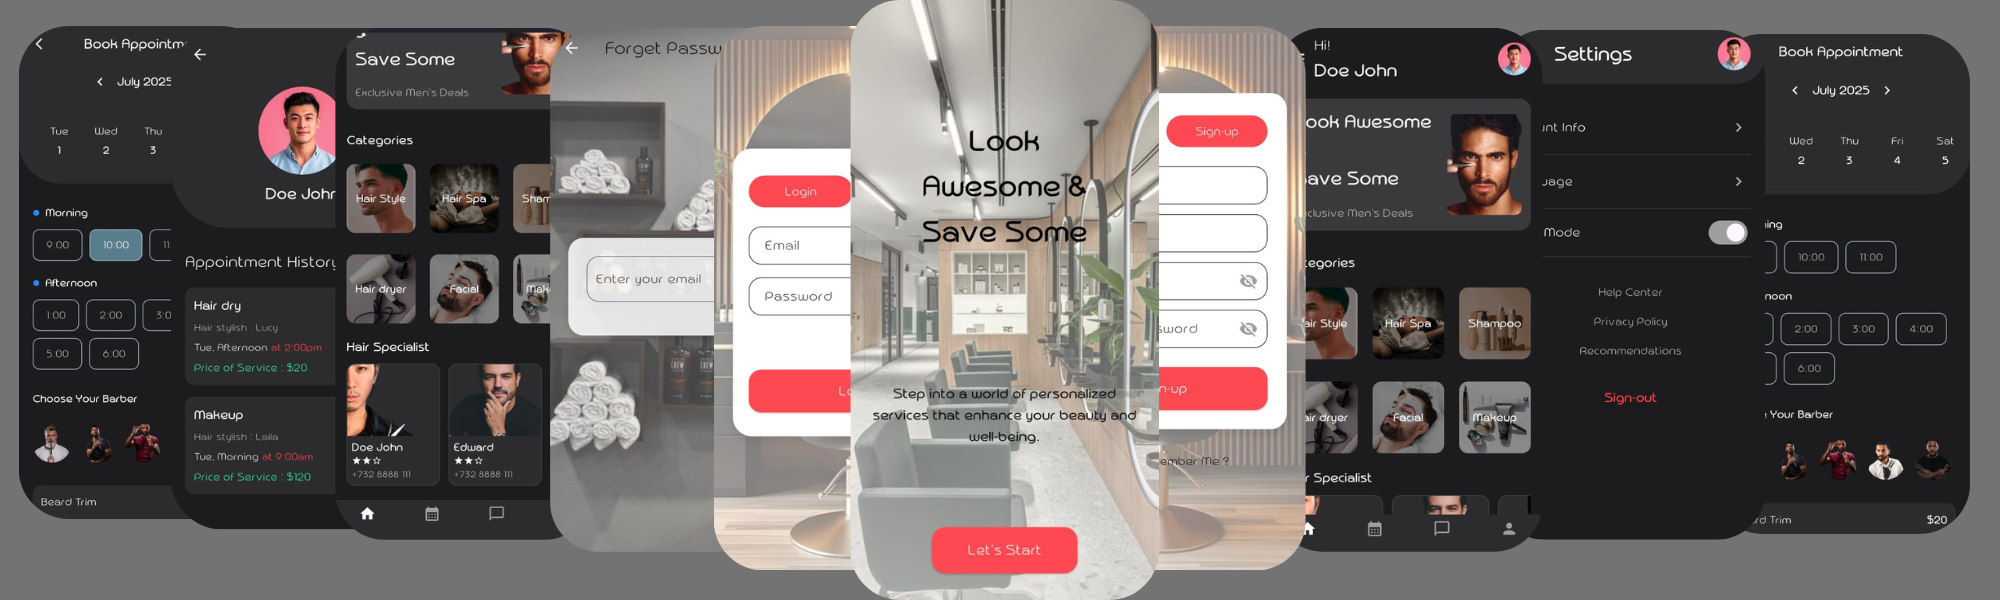 Book Appointm
July 2025
Tue Wed Thu
1 2 3
Morning
9:00 10:00 11:
Afternoon
1:00 2:00 3:0
5:00 6:00
Choose Your Barber
Beard Trim
Doe John
Appointment History
Hair dry
Hair stylish : Lucy
Tue, Afternoon at 2:00pm
Price of Service : $20
Makeup
Hair stylish : Laila
Tue, Morning at 9:00am
Price of Service : $120
Save Some
Exclusive Men's Deals
Categories
Hair Style Hair Spa Sham
Hair dryer Facial Mak
Hair Specialist
Doe John Edward
+732 8888 111 +732 8888 111
Forget Passw
Enter your email
Login
Email
Password
Lo
Look
Awesome &
Save Some
Step into a world of personalized
services that enhance your beauty and
well-being.
Let's Start
Sign-up
sword
n-up
ember Me ?
Hi!
Doe John
ook Awesome
ave Some
clusive Men's Deals
tegories
air Style Hair Spa Shampoo
air dryer Facial Makeup
r Specialist
Settings
unt Info
uage
Mode
Help Center
Privacy Policy
Recommendations
Sign-out
Book Appointment
July 2025
Wed Thu Fri Sat
2 3 4 5
ning
10:00 11:00
noon
2:00 3:00 4:00
6:00
Your Barber
rd Trim $20